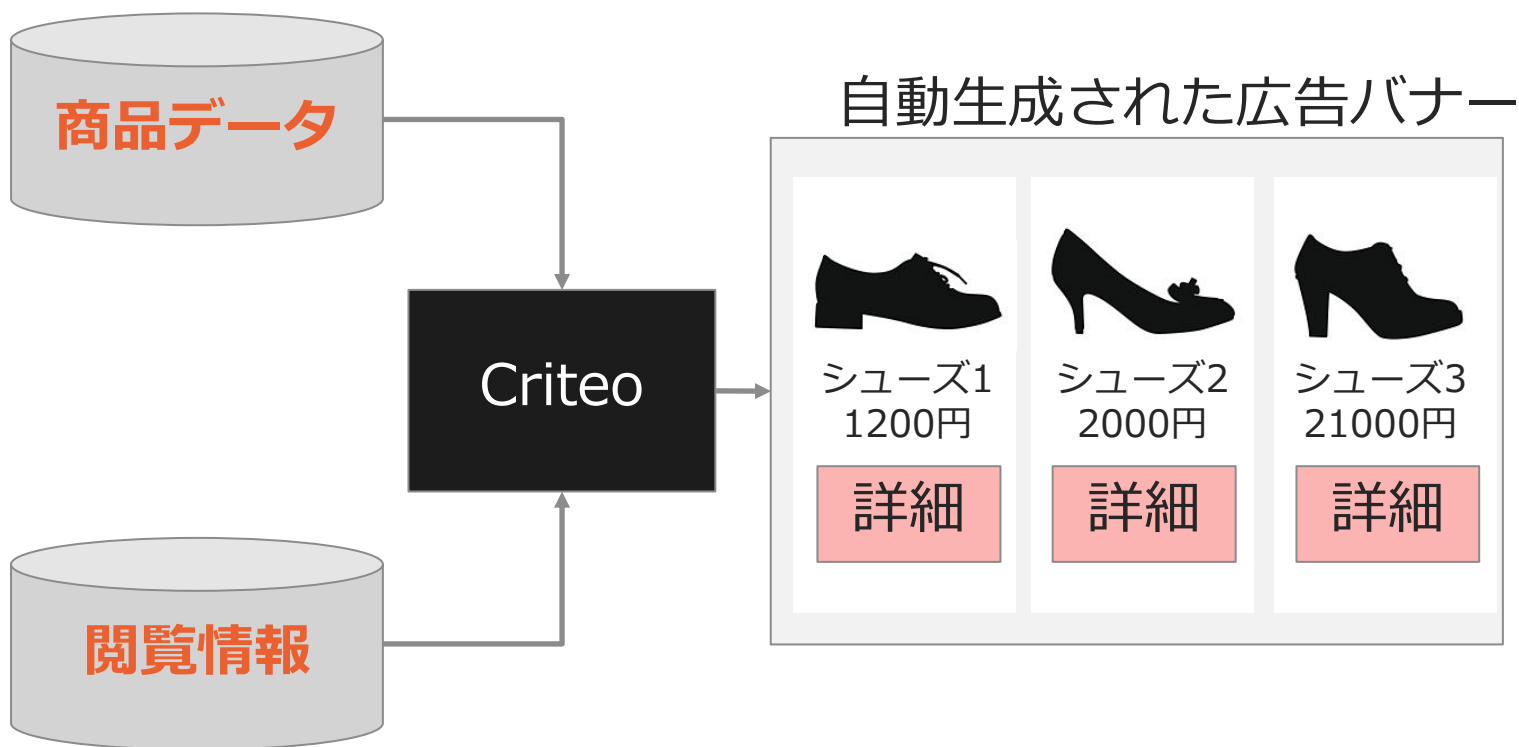 商品データ
自動生成された広告バナー
Criteo
シューズ1
1200円
詳細
シューズ2
2000円
詳細
シューズ3
21000円
詳細
閲覧情報